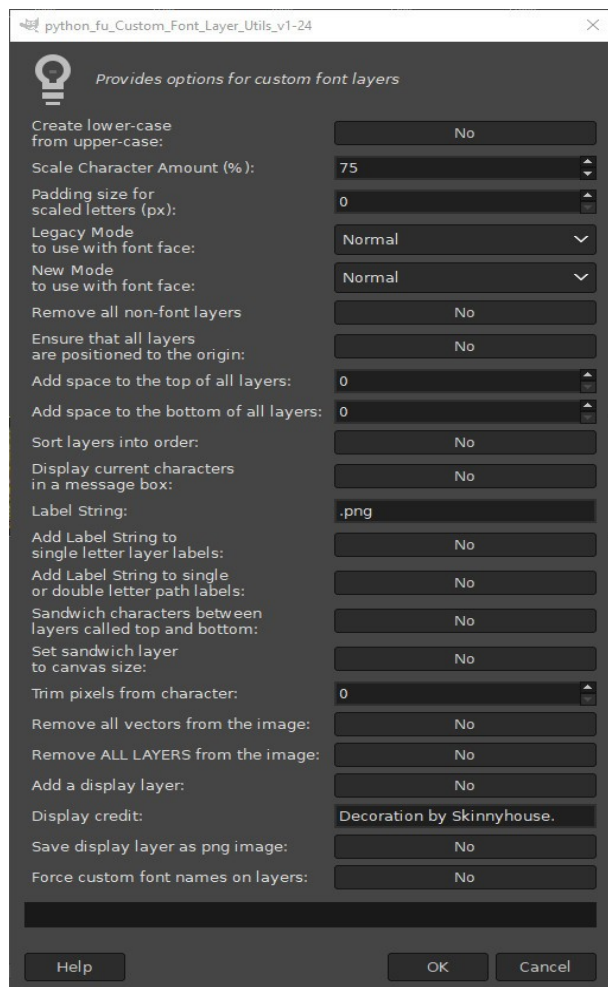 python_fu_Custom_Font_Layer_Utils_v1-24
Provides options for custom font layers
Create lower-case
from upper-case:
No
Scale Character Amount (%):
75
Padding size for
scaled letters (px):
0
Legacy Mode
to use with font face:
Normal
New Mode
to use with font face:
Normal
Remove all non-font layers
No
Ensure that all layers
are positioned to the origin:
No
Add space to the top of all layers:
0
Add space to the bottom of all layers:
0
Sort layers into order:
No
Display current characters
in a message box:
No
Label String:
.png
Add Label String to
single letter layer labels:
No
Add Label String to single
or double letter path labels:
No
Sandwich characters between
layers called top and bottom:
No
Set sandwich layer
to canvas size:
No
Trim pixels from character:
0
Remove all vectors from the image:
No
Remove ALL LAYERS from the image:
No
Add a display layer:
No
Display credit:
Decoration by Skinnyhouse.
Save display layer as png image:
No
Force custom font names on layers:
No
Help
OK
Cancel